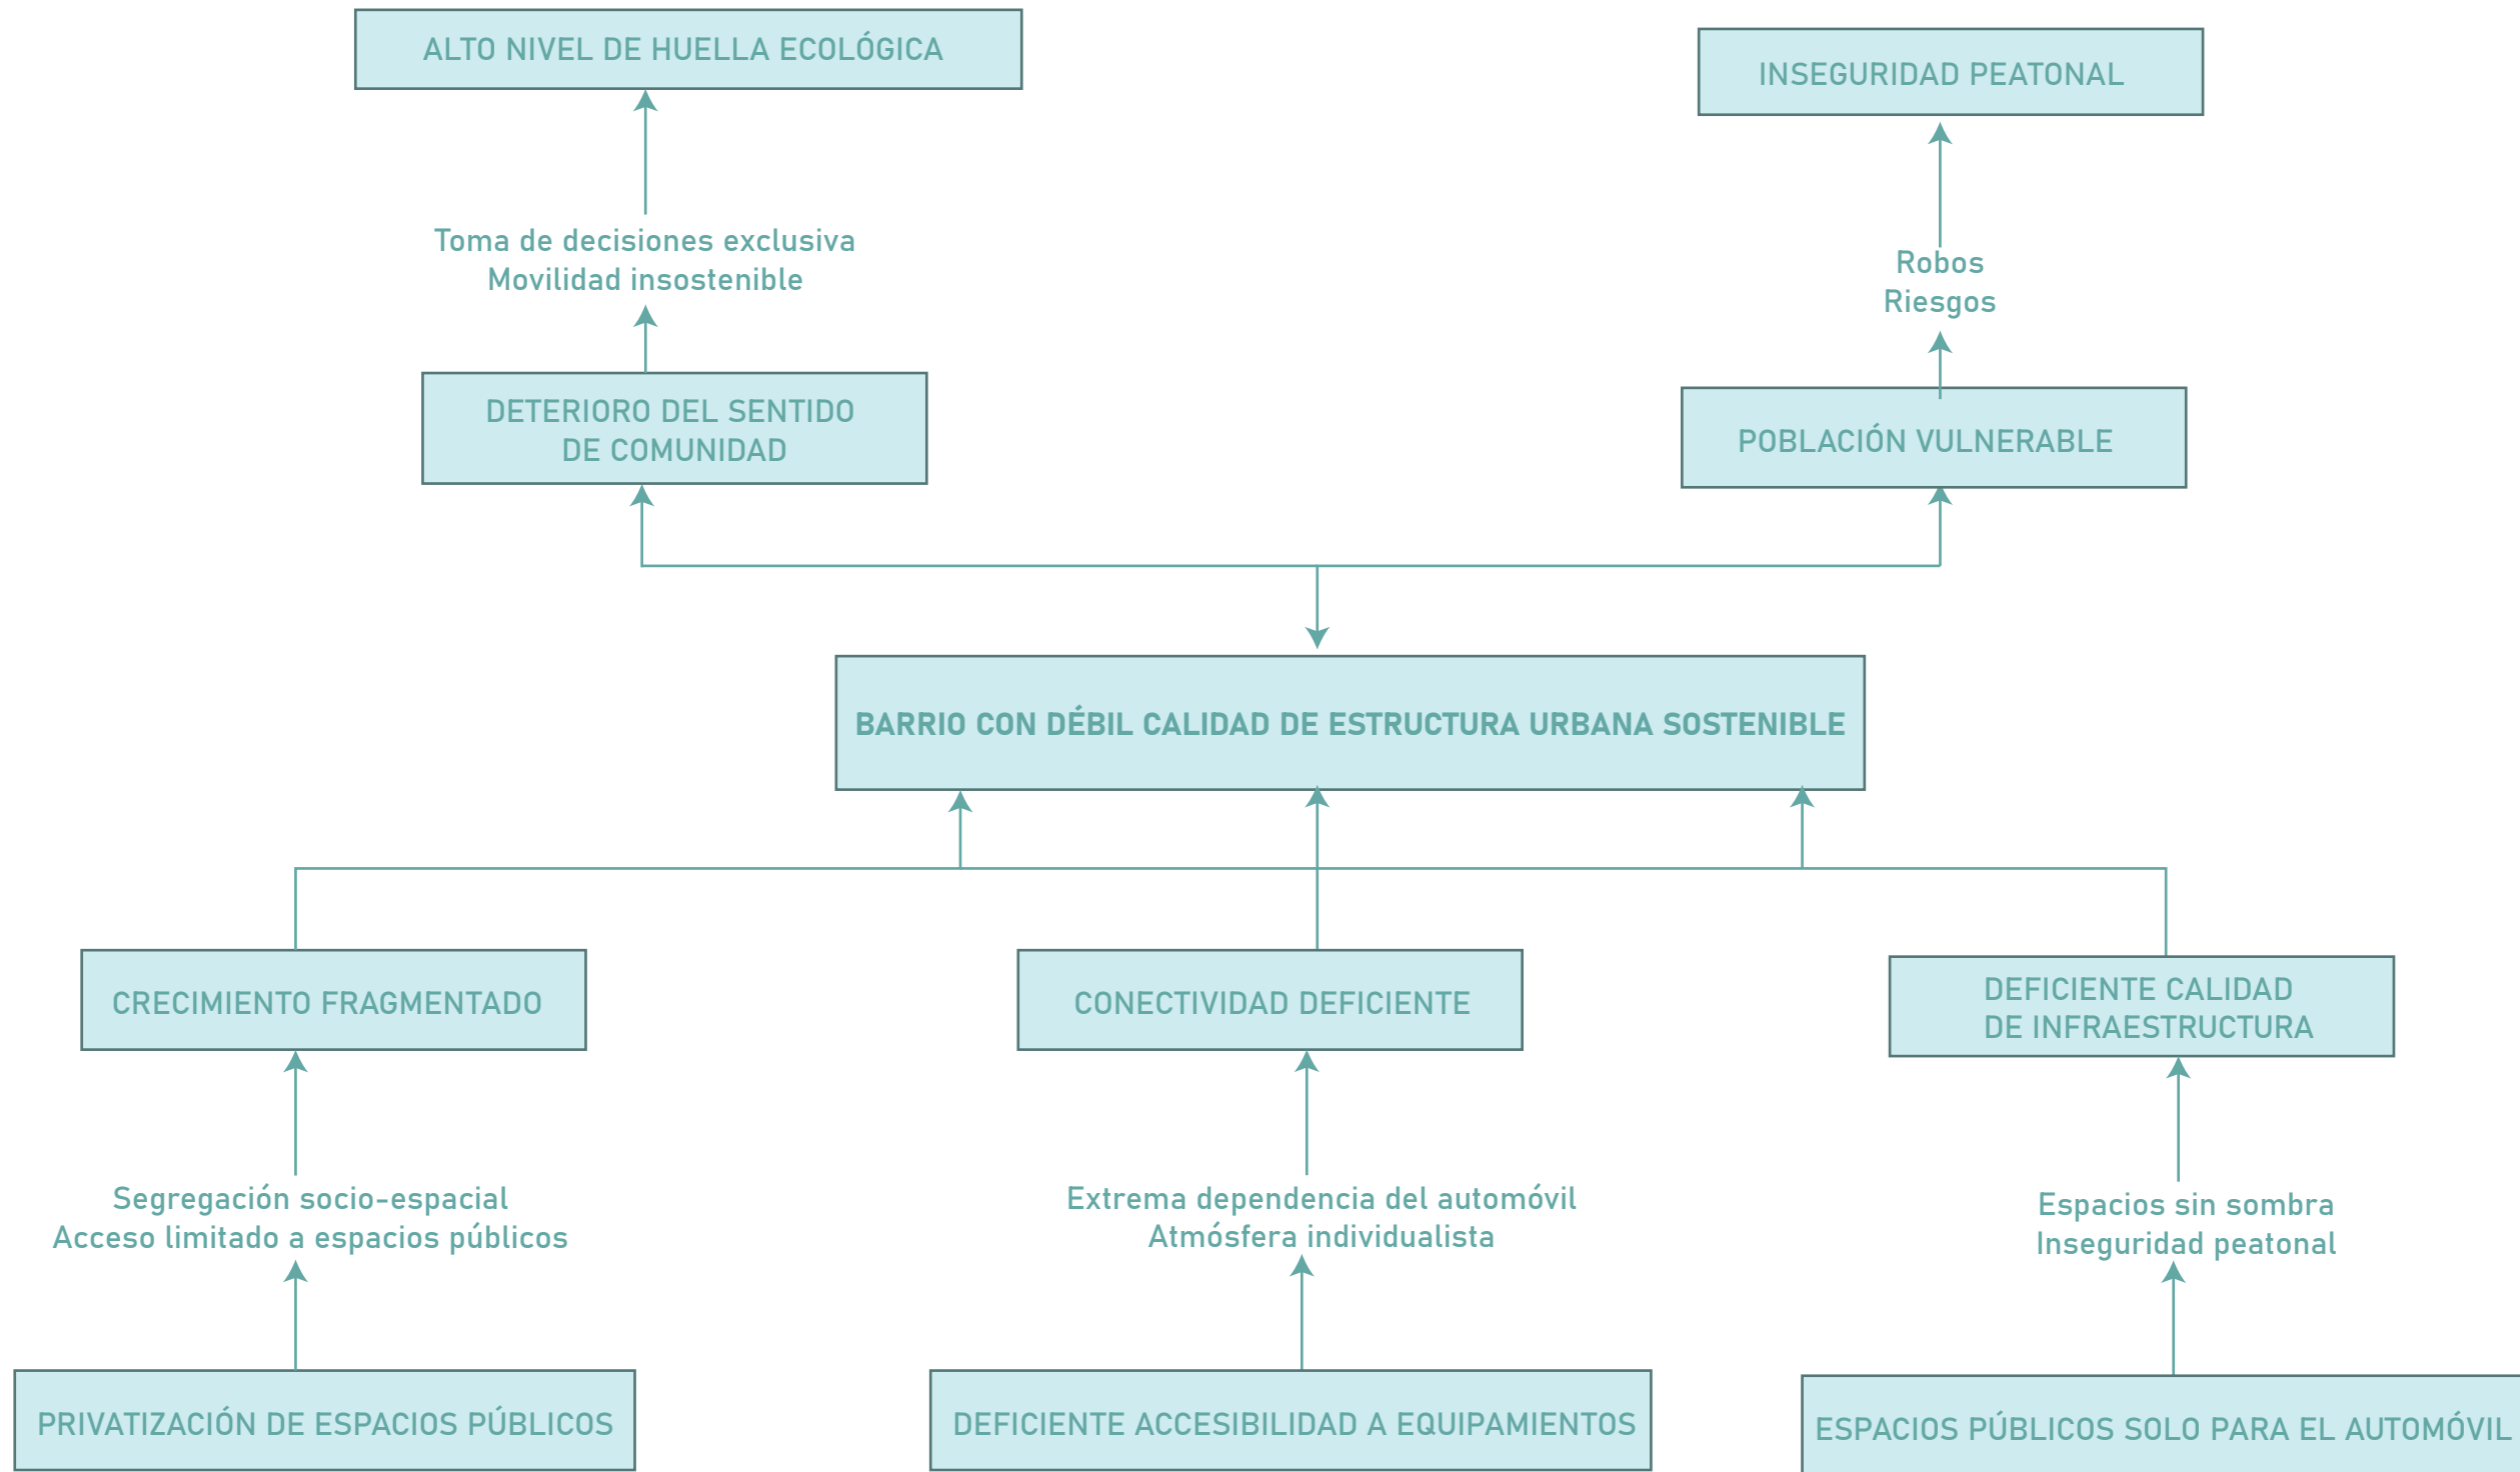 ALTO NIVEL DE HUELLA ECOLÓGICA
INSEGURIDAD PEATONAL
Toma de decisiones exclusiva
Movilidad insostenible
Robos
Riesgos
DETERIORO DEL SENTIDO
DE COMUNIDAD
POBLACIÓN VULNERABLE
BARRIO CON DÉBIL CALIDAD DE ESTRUCTURA URBANA SOSTENIBLE
CRECIMIENTO FRAGMENTADO
CONECTIVIDAD DEFICIENTE
DEFICIENTE CALIDAD
DE INFRAESTRUCTURA
Segregación socio-espacial
Acceso limitado a espacios públicos
Extrema dependencia del automóvil
Atmósfera individualista
Espacios sin sombra
Inseguridad peatonal
PRIVATIZACIÓN DE ESPACIOS PÚBLICOS
DEFICIENTE ACCESIBILIDAD A EQUIPAMIENTOS
ESPACIOS PÚBLICOS SOLO PARA EL AUTOMÓVIL